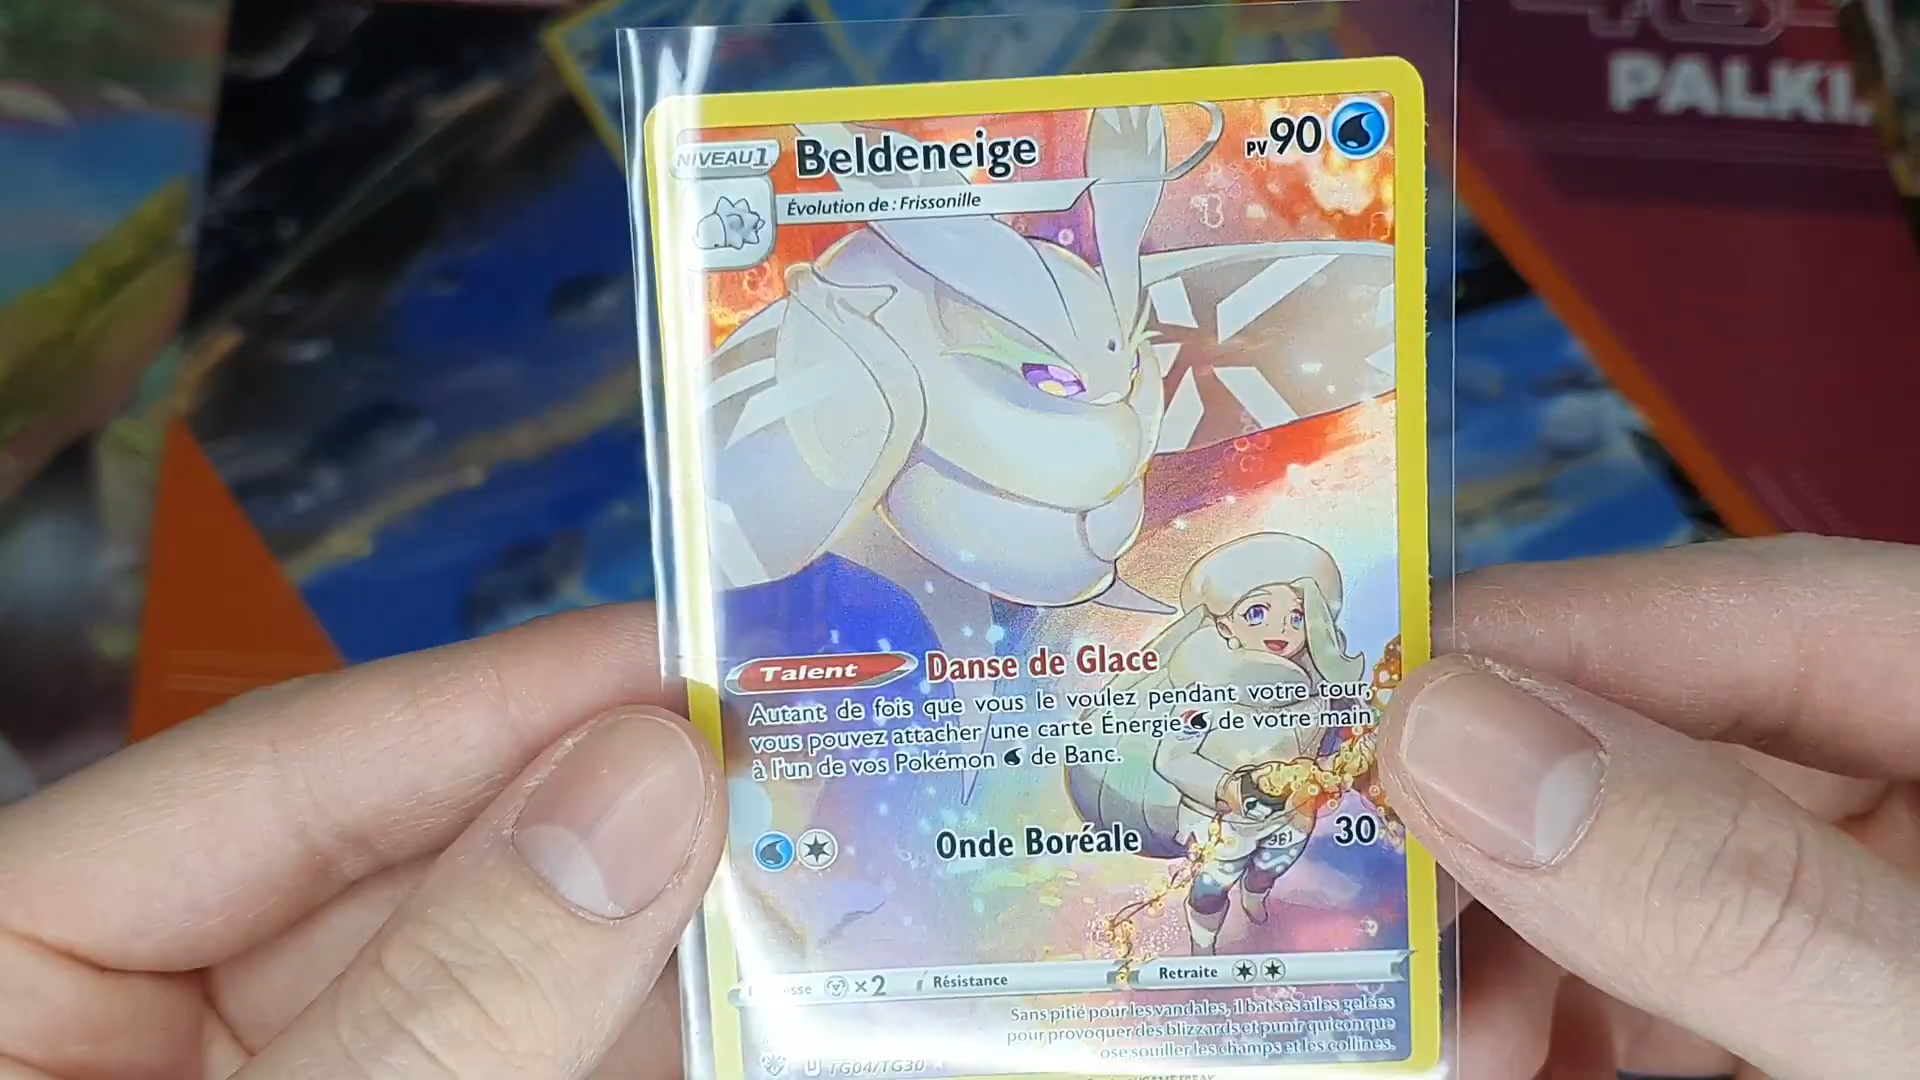 PALKI
NIVEAU 1
Beldeneige
PV 90
Évolution de : Frissonille
Talent Danse de Glace
Autant de fois que vous le voulez pendant votre tour,
vous pouvez attacher une carte Énergie de votre main
à l'un de vos Pokémon de Banc.
Onde Boréale 30
961
×2 Résistance Retraite
Sans pitié pour les vandales, il bat ses ailes gelées
pour provoquer des blizzards et punir quiconque
ose souiller les champs et les collines.
TG04/TG30